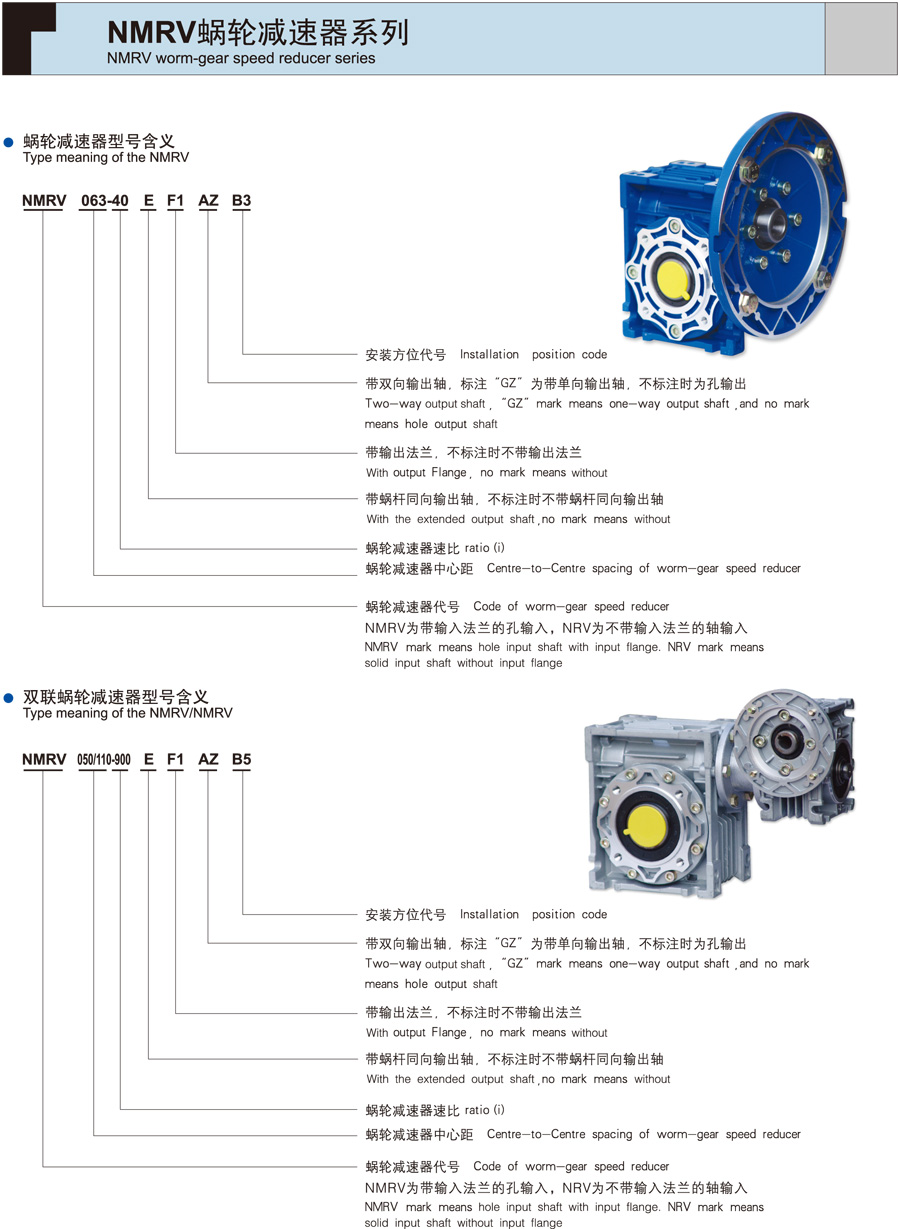 NMRV蜗轮减速器系列
NMRV worm-gear speed reducer series
蜗轮减速器型号含义
Type meaning of the NMRV
NMRV 063-40 E F1 AZ B3
安装方位代号 Installation position code
带双向输出轴，标注“GZ”为带单向输出轴，不标注时为孔输出
Two-way output shaft , “GZ” mark means one-way output shaft ,and no mark
means hole output shaft
带输出法兰，不标注时不带输出法兰
With output Flange, no mark means without
带蜗杆同向输出轴，不标注时不带蜗杆同向输出轴
With the extended output shaft,no mark means without
蜗轮减速器速比 ratio (i)
蜗轮减速器中心距 Centre-to-Centre spacing of worm-gear speed reducer
蜗轮减速器代号 Code of worm-gear speed reducer
NMRV为带输入法兰的孔输入，NRV为不带输入法兰的轴输入
NMRV mark means hole input shaft with input flange. NRV mark means
solid input shaft without input flange
双联蜗轮减速器型号含义
Type meaning of the NMRV/NMRV
NMRV 050/110-900 E F1 AZ B5
安装方位代号 Installation position code
带双向输出轴，标注“GZ”为带单向输出轴，不标注时为孔输出
Two-way output shaft , “GZ” mark means one-way output shaft ,and no mark
means hole output shaft
带输出法兰，不标注时不带输出法兰
With output Flange, no mark means without
带蜗杆同向输出轴，不标注时不带蜗杆同向输出轴
With the extended output shaft,no mark means without
蜗轮减速器速比 ratio (i)
蜗轮减速器中心距 Centre-to-Centre spacing of worm-gear speed reducer
蜗轮减速器代号 Code of worm-gear speed reducer
NMRV为带输入法兰的孔输入，NRV为不带输入法兰的轴输入
NMRV mark means hole input shaft with input flange. NRV mark means
solid input shaft without input flange